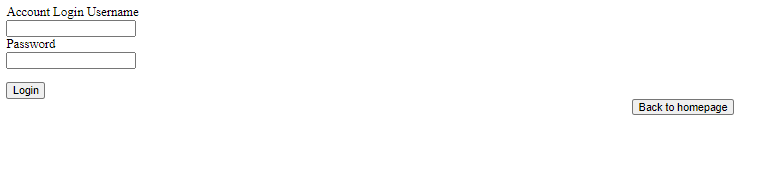 Account Login Username
Password
Login
Back to homepage